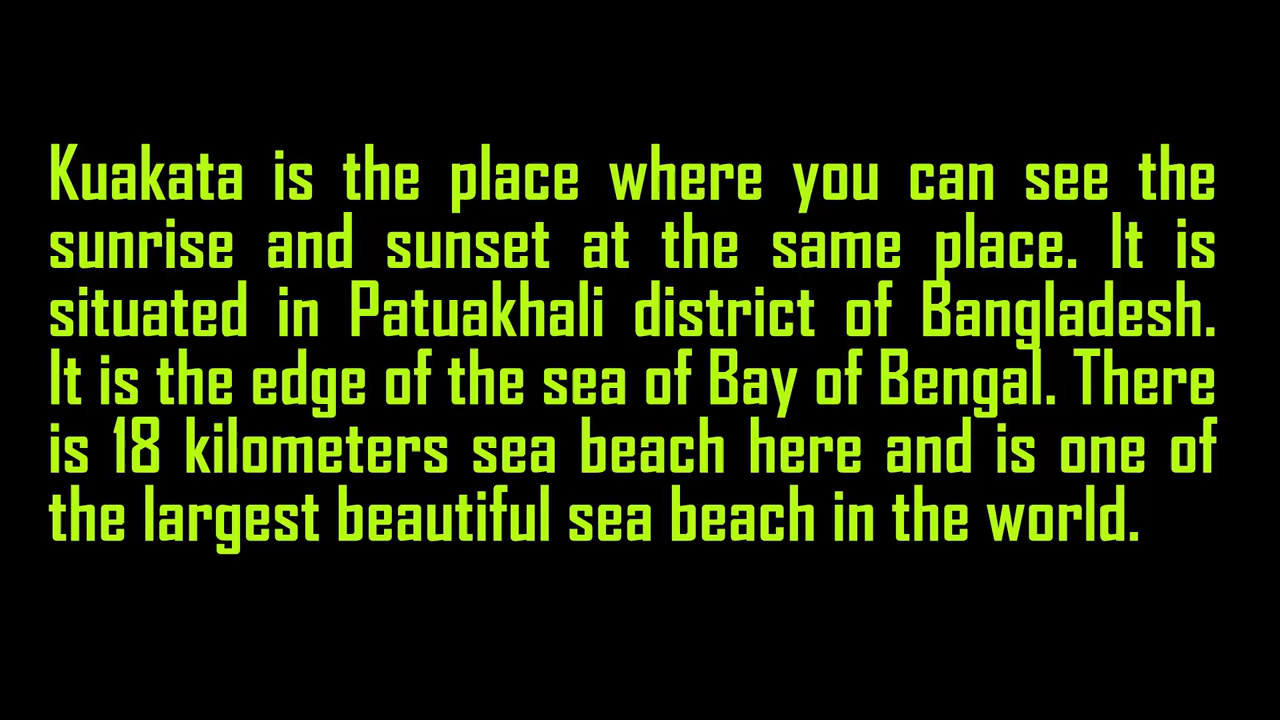 Kuakata is the place where you can see the
sunrise and sunset at the same place. It is
situated in Patuakhali district of Bangladesh.
It is the edge of the sea of Bay of Bengal. There
is 18 kilometers sea beach here and is one of
the largest beautiful sea beach in the world.